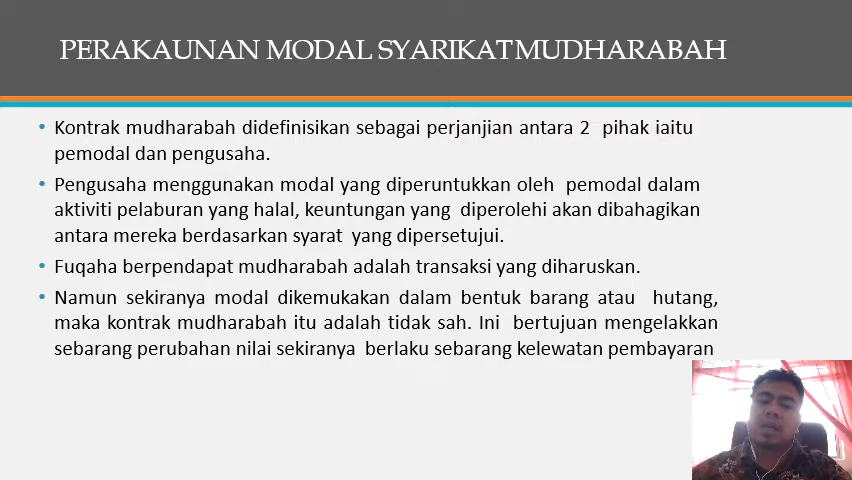 PERAKAUNAN MODAL SYARIKAT MUDHARABAH
• Kontrak mudharabah didefinisikan sebagai perjanjian antara 2 pihak iaitu
pemodal dan pengusaha.
• Pengusaha menggunakan modal yang diperuntukkan oleh pemodal dalam
aktiviti pelaburan yang halal, keuntungan yang diperolehi akan dibahagikan
antara mereka berdasarkan syarat yang dipersetujui.
• Fuqaha berpendapat mudharabah adalah transaksi yang diharuskan.
• Namun sekiranya modal dikemukakan dalam bentuk barang atau hutang,
maka kontrak mudharabah itu adalah tidak sah. Ini bertujuan mengelakkan
sebarang perubahan nilai sekiranya berlaku sebarang kelewatan pembayaran